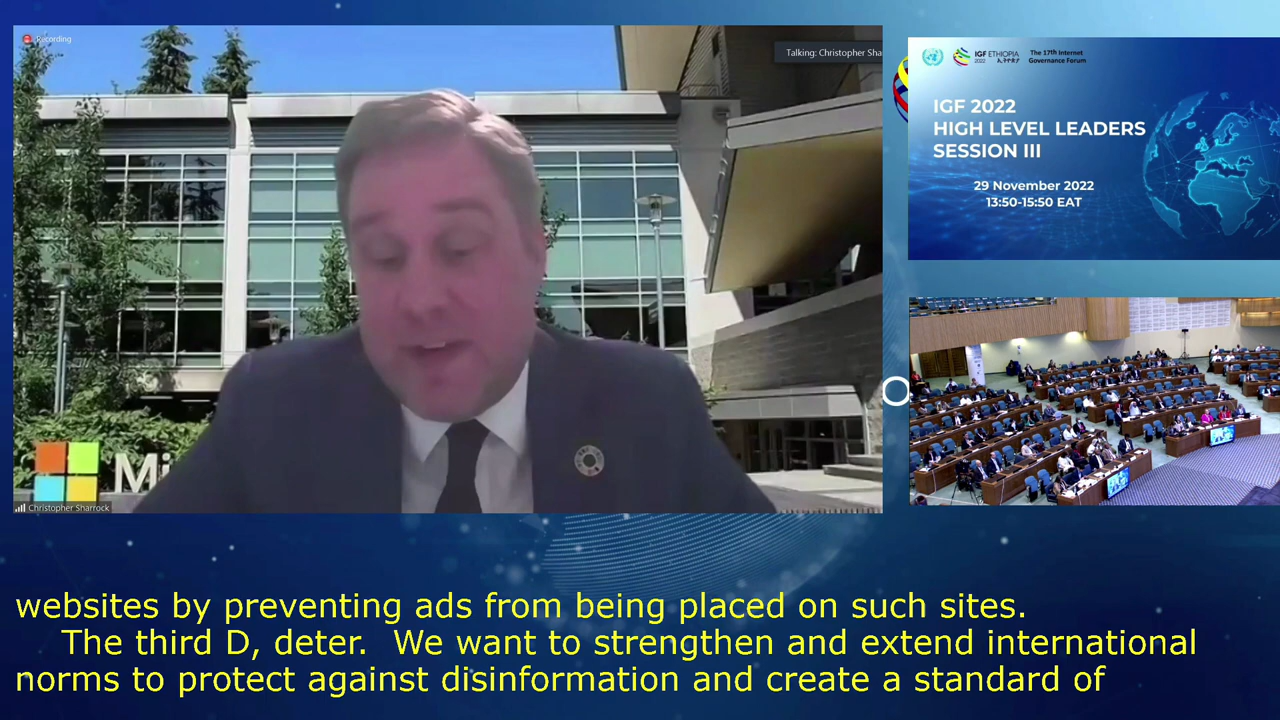 Recording
Talking: Christopher Sha
Mi
Christopher Sharrock
IGF ETHIOPIA
2022 ኢትዮጵያ
The 17th Internet
Governance Forum
IGF 2022
HIGH LEVEL LEADERS
SESSION III
29 November 2022
13:50-15:50 EAT
O
websites by preventing ads from being placed on such sites.
The third D, deter. We want to strengthen and extend international
norms to protect against disinformation and create a standard of